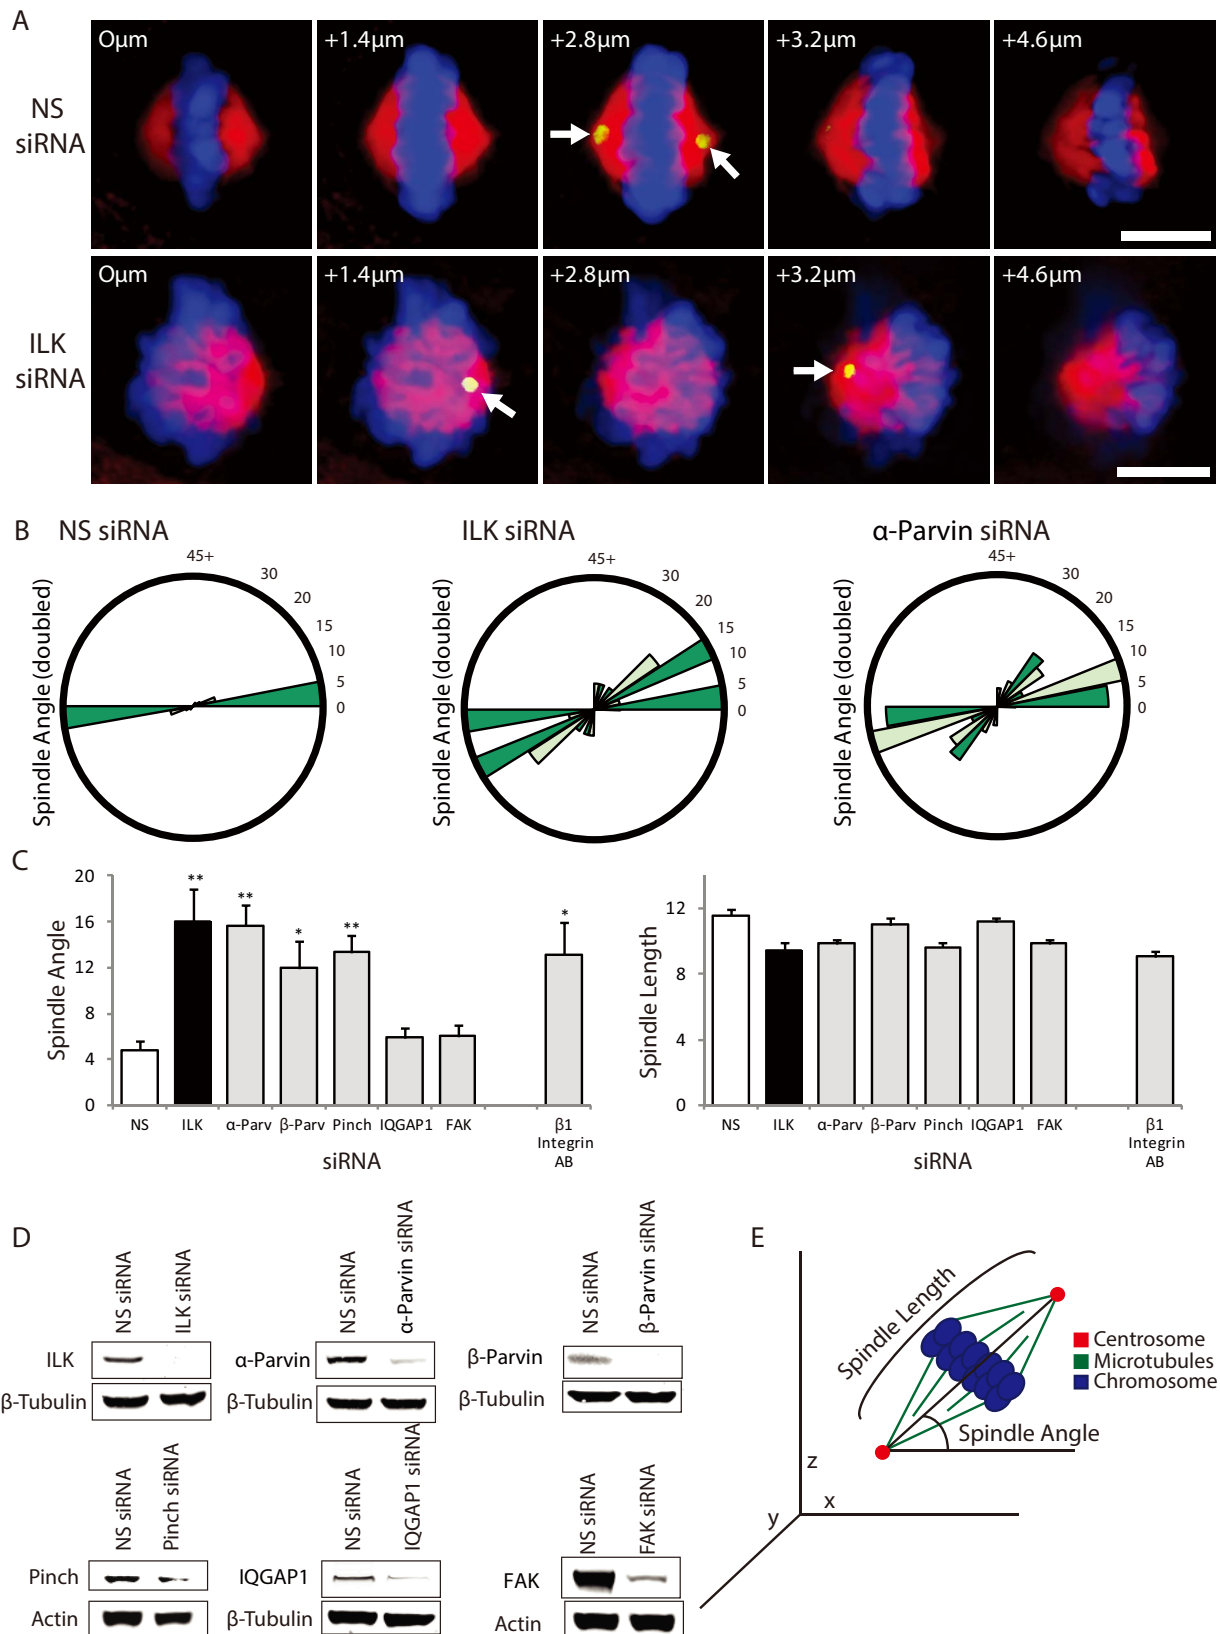 A
NS
siRNA
0µm
+1.4µm
+2.8µm
+3.2µm
+4.6µm
ILK
siRNA
0µm
+1.4µm
+2.8µm
+3.2µm
+4.6µm
B
NS siRNA
Spindle Angle (doubled)
45+
30
20
15
10
5
0
ILK siRNA
Spindle Angle (doubled)
45+
30
20
15
10
5
0
α-Parvin siRNA
Spindle Angle (doubled)
45+
30
20
15
10
5
0
C
Spindle Angle
20
16
12
8
4
0
**
**
*
**
*
NS
ILK
α-Parv
β-Parv
Pinch
IQGAP1
FAK
β1
Integrin
AB
siRNA
Spindle Length
12
8
4
0
NS
ILK
α-Parv
β-Parv
Pinch
IQGAP1
FAK
β1
Integrin
AB
siRNA
D
NS siRNA
ILK siRNA
ILK
β-Tubulin
NS siRNA
α-Parvin siRNA
α-Parvin
β-Tubulin
NS siRNA
β-Parvin siRNA
β-Parvin
β-Tubulin
NS siRNA
Pinch siRNA
Pinch
Actin
NS siRNA
IQGAP1 siRNA
IQGAP1
β-Tubulin
NS siRNA
FAK siRNA
FAK
Actin
E
Spindle Length
Centrosome
Microtubules
Chromosome
Spindle Angle
z
x
y